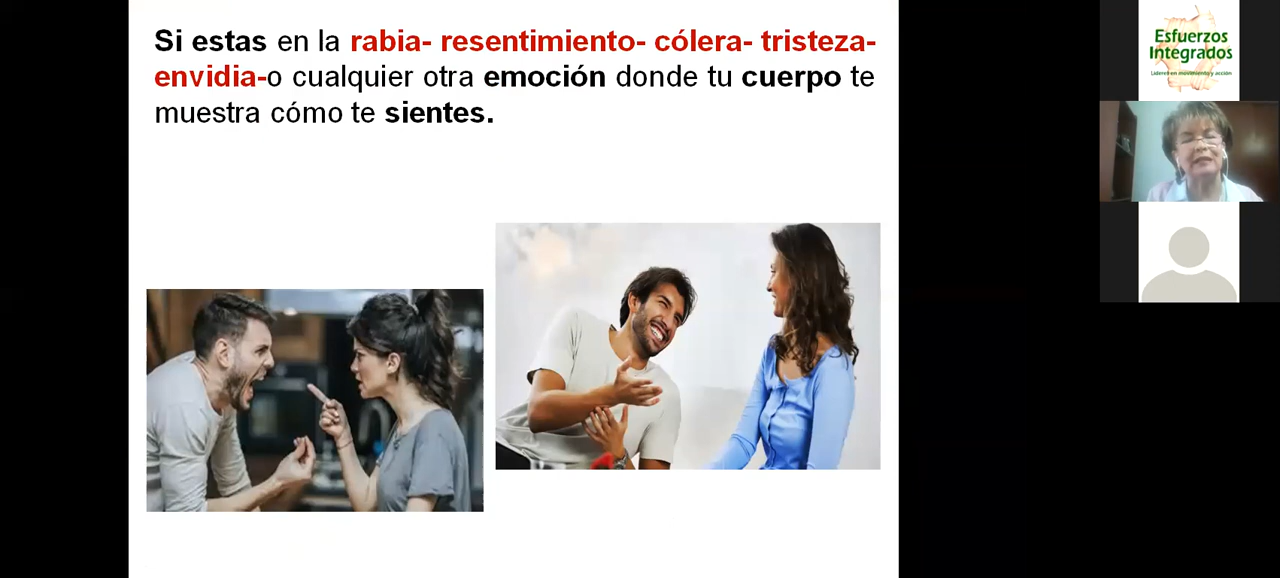 Si estas en la rabia- resentimiento- cólera- tristeza-
envidia-o cualquier otra emoción donde tu cuerpo te
muestra cómo te sientes.
Esfuerzos
Integrados
Líderes en movimiento y acción